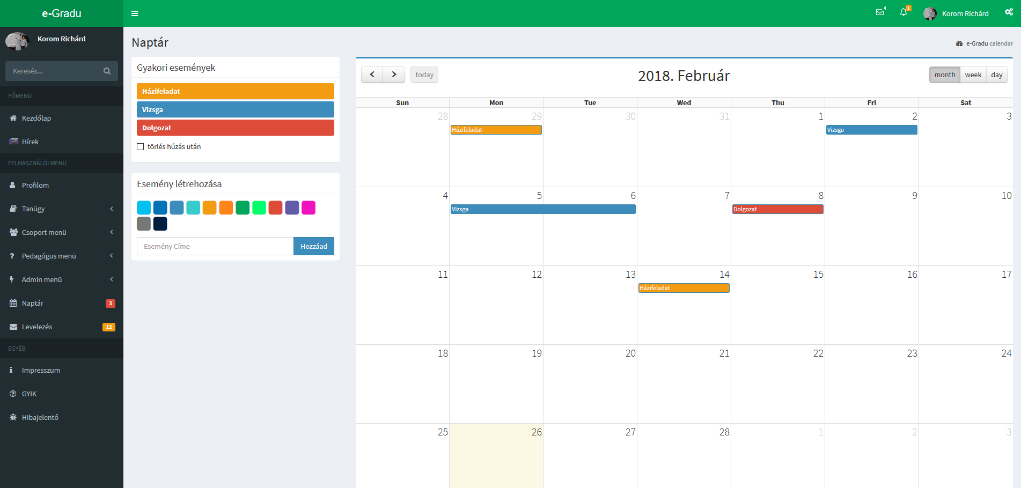 e-Gradu
1
Korom Richárd
Korom Richárd
Keresés...
FŐMENÜ
Kezdőlap
Hírek
FELHASZNÁLÓI MENÜ
Profilom
Tanügy
Csoport menü
Pedagógus menü
Admin menü
Naptár
3
Levelezés
12
EGYÉB
Impresszum
GYIK
Hibajelentő
Naptár
e-Gradu calendar
Gyakori események
Házifeladat
Vizsga
Dolgozat
törlés húzás után
Esemény létrehozása
Esemény Címe
Hozzáad
today
2018. Február
month week day
Sun Mon Tue Wed Thu Fri Sat
28 29 30 31 1 2 3
Házifeladat Vizsga
4 5 6 7 8 9 10
Vizsga Dolgozat
11 12 13 14 15 16 17
Házifeladat
18 19 20 21 22 23 24
25 26 27 28 1 2 3